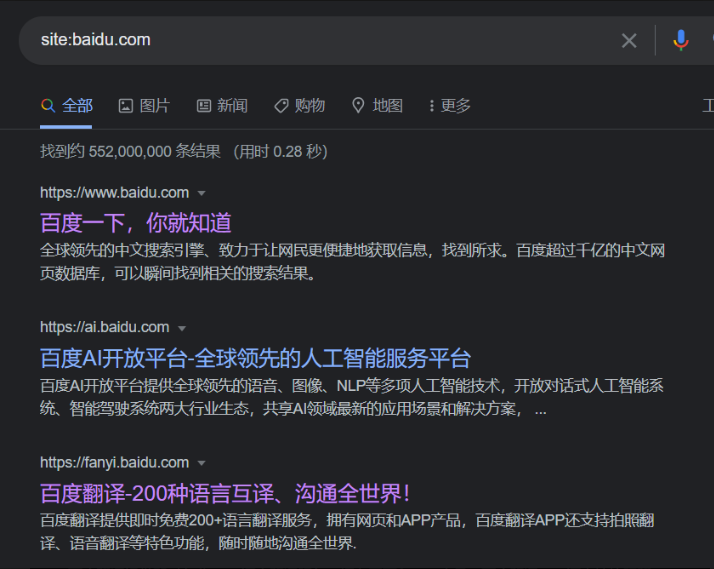 site:baidu.com
全部 图片 新闻 购物 地图 更多
找到约 552,000,000 条结果 （用时 0.28 秒）
https://www.baidu.com
百度一下，你就知道
全球领先的中文搜索引擎、致力于让网民更便捷地获取信息，找到所求。百度超过千亿的中文网
页数据库，可以瞬间找到相关的搜索结果。
https://ai.baidu.com
百度AI开放平台-全球领先的人工智能服务平台
百度AI开放平台提供全球领先的语音、图像、NLP等多项人工智能技术，开放对话式人工智能系
统、智能驾驶系统两大行业生态，共享AI领域最新的应用场景和解决方案， ...
https://fanyi.baidu.com
百度翻译-200种语言互译、沟通全世界！
百度翻译提供即时免费200+语言翻译服务，拥有网页和APP产品，百度翻译APP还支持拍照翻
译、语音翻译等特色功能，随时随地沟通全世界.